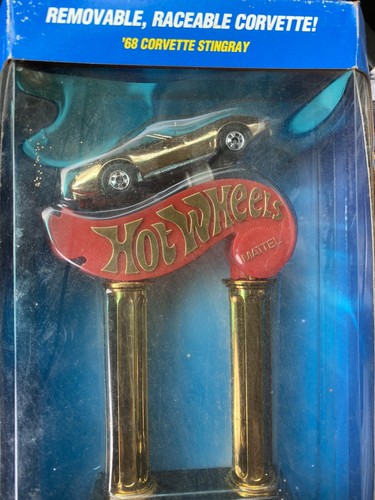 REMOVABLE, RACEABLE CORVETTE!
'68 CORVETTE STINGRAY
HOT WHEELS
MATTEL